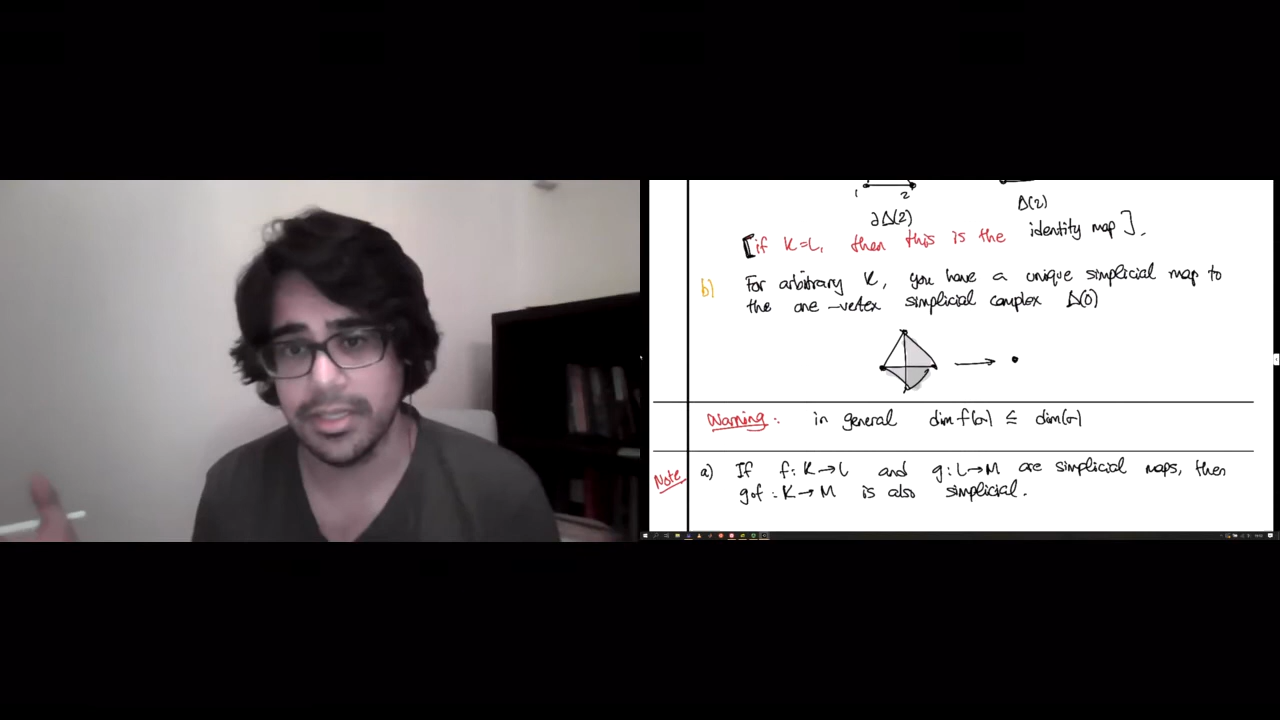 1 2
∂Δ(2)
Δ(2)
[if K=L, then this is the identity map].
b) For arbitrary K, you have a unique simplicial map to
the one-vertex simplicial complex Δ(0)
Warning: in general dim f(σ) ≤ dim(σ)
Note a) If f: K→L and g: L→M are simplicial maps, then
g∘f : K→M is also simplicial.